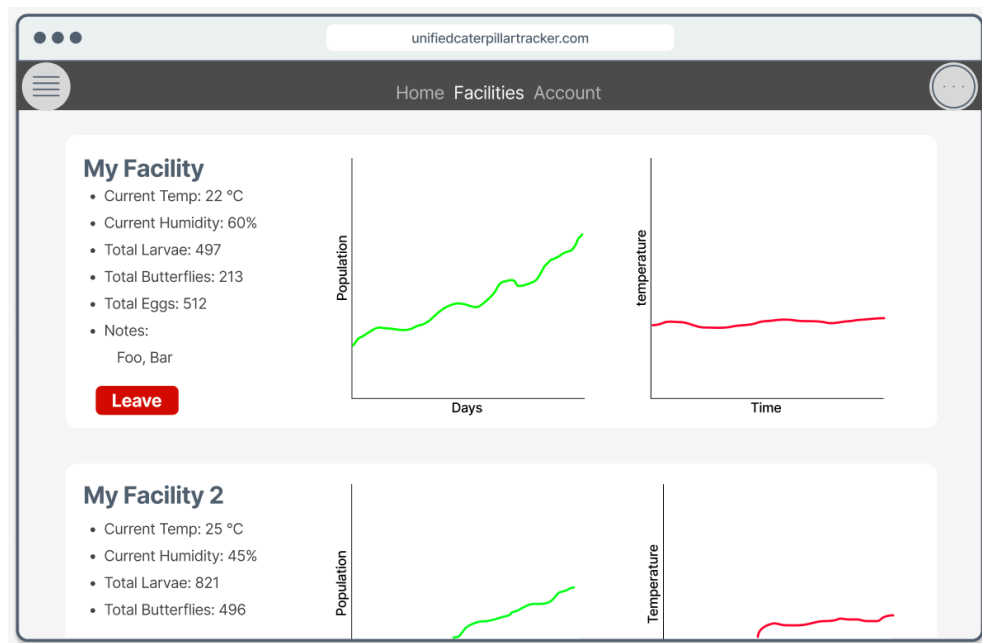 unifiedcaterpillartracker.com
Home Facilities Account
My Facility
• Current Temp: 22 °C
• Current Humidity: 60%
• Total Larvae: 497
• Total Butterflies: 213
• Total Eggs: 512
• Notes:
Foo, Bar
Leave
Population
Days
temperature
Time
My Facility 2
• Current Temp: 25 °C
• Current Humidity: 45%
• Total Larvae: 821
• Total Butterflies: 496
Population
Temperature